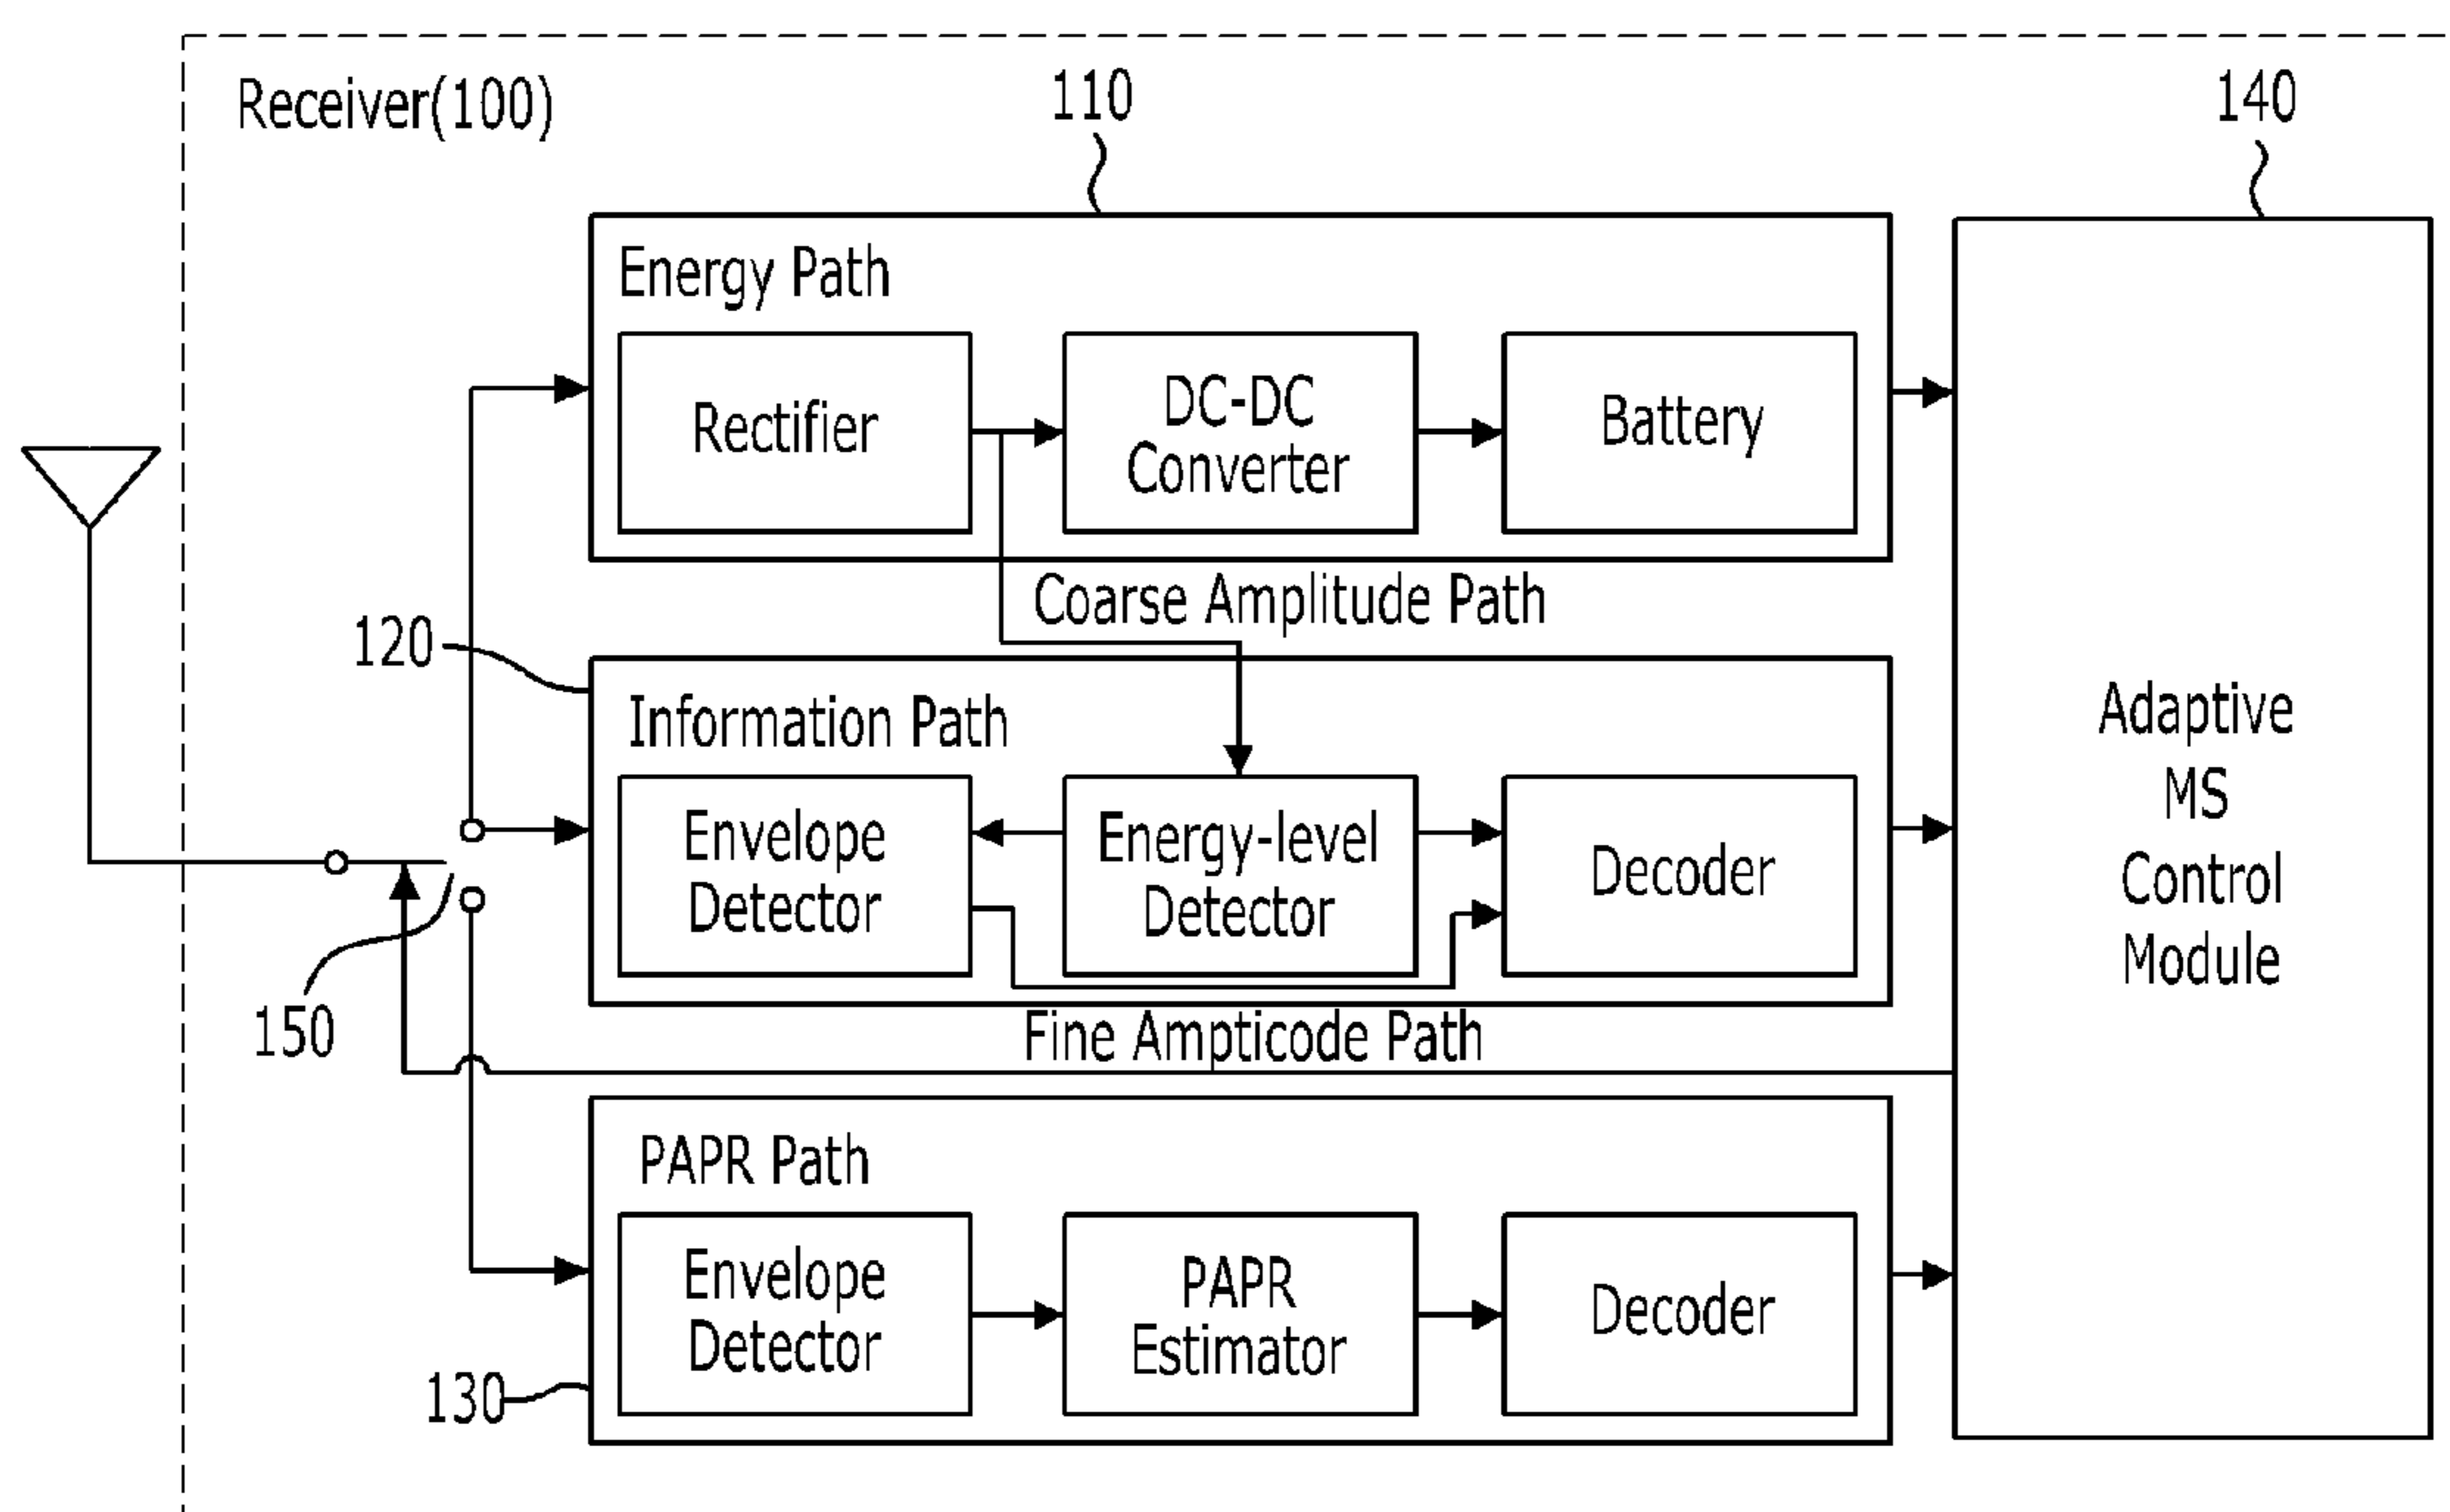 Receiver(100)
110
140
Energy Path
Rectifier
DC-DC
Converter
Battery
Coarse Amplitude Path
120
Information Path
Envelope
Detector
Energy-level
Detector
Decoder
Adaptive
MS
Control
Module
150
Fine Ampticode Path
PAPR Path
Envelope
Detector
PAPR
Estimator
Decoder
130